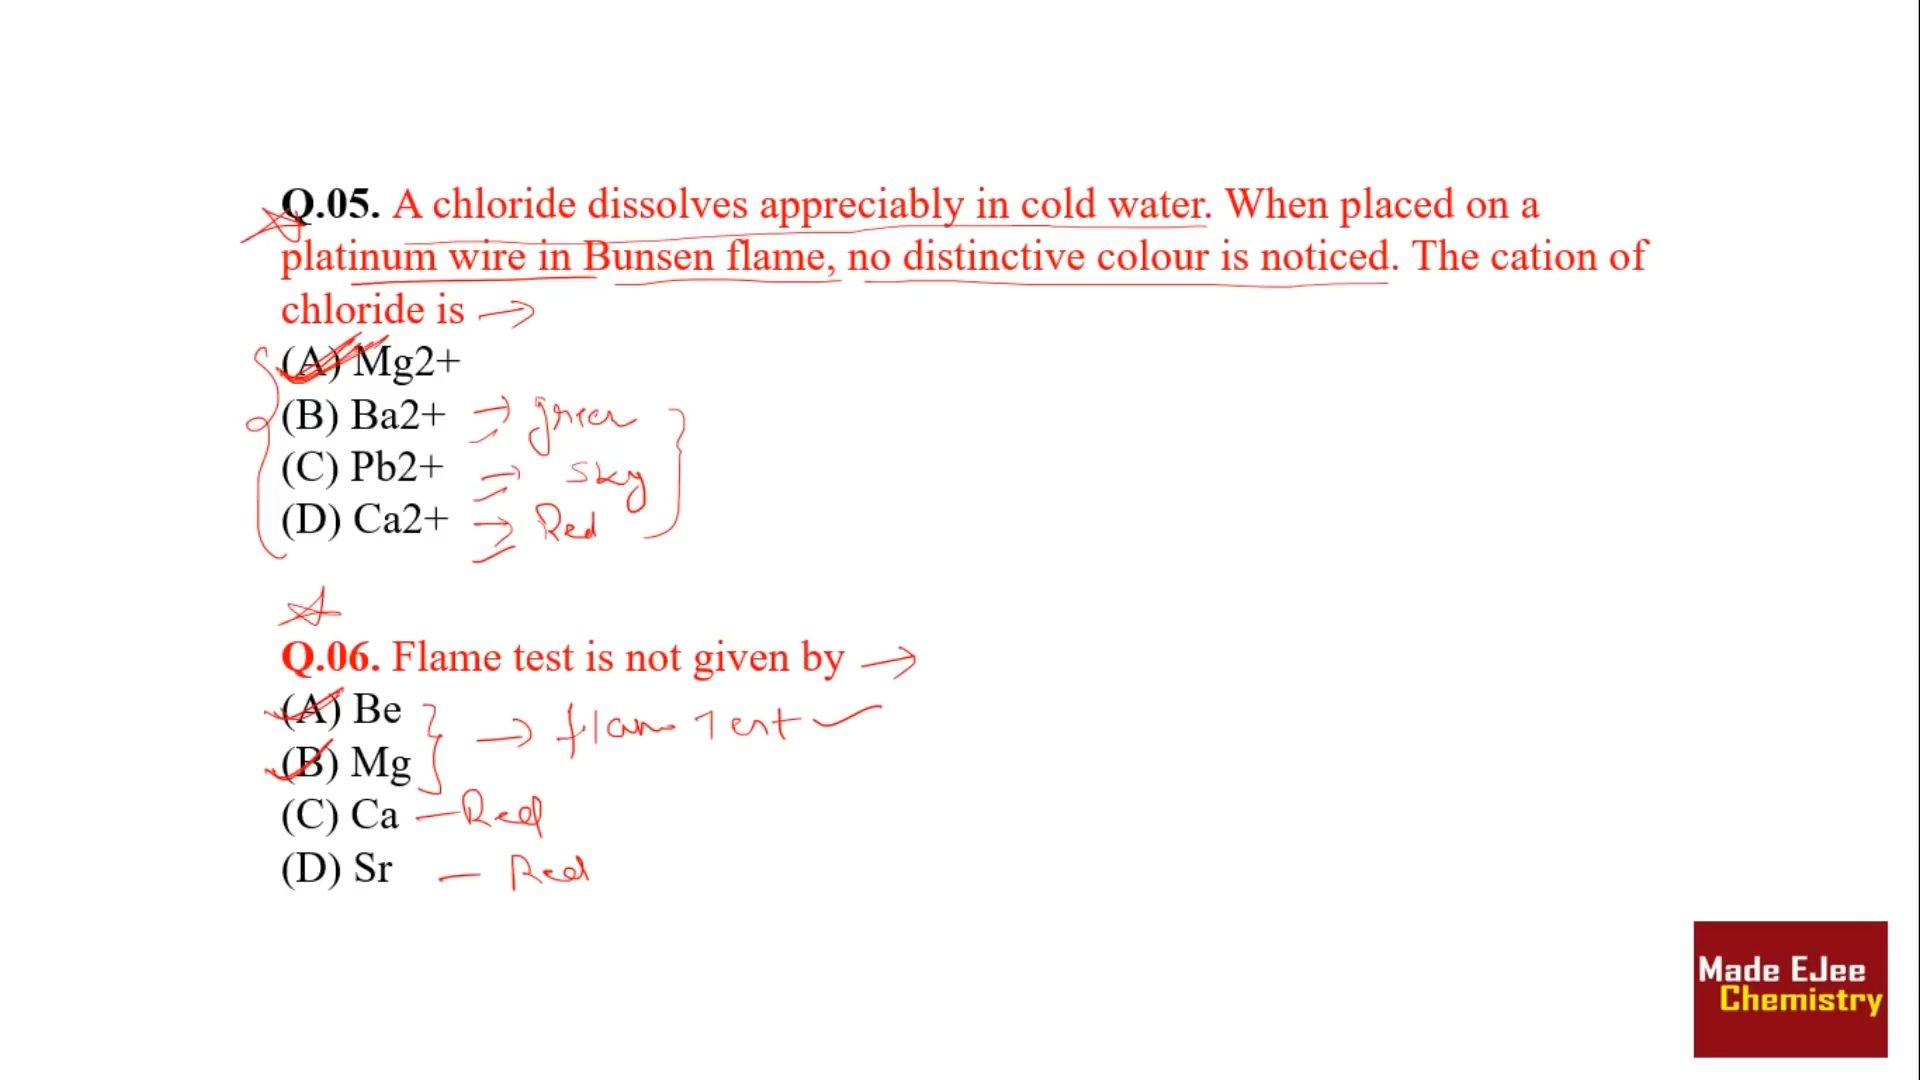 Q.05. A chloride dissolves appreciably in cold water. When placed on a
platinum wire in Bunsen flame, no distinctive colour is noticed. The cation of
chloride is →
(A) Mg2+
(B) Ba2+ → green
(C) Pb2+ → sky
(D) Ca2+ → Red
Q.06. Flame test is not given by →
(A) Be
→ flame Test ✓
(B) Mg
(C) Ca – Red
(D) Sr – Red
Made EJee
Chemistry